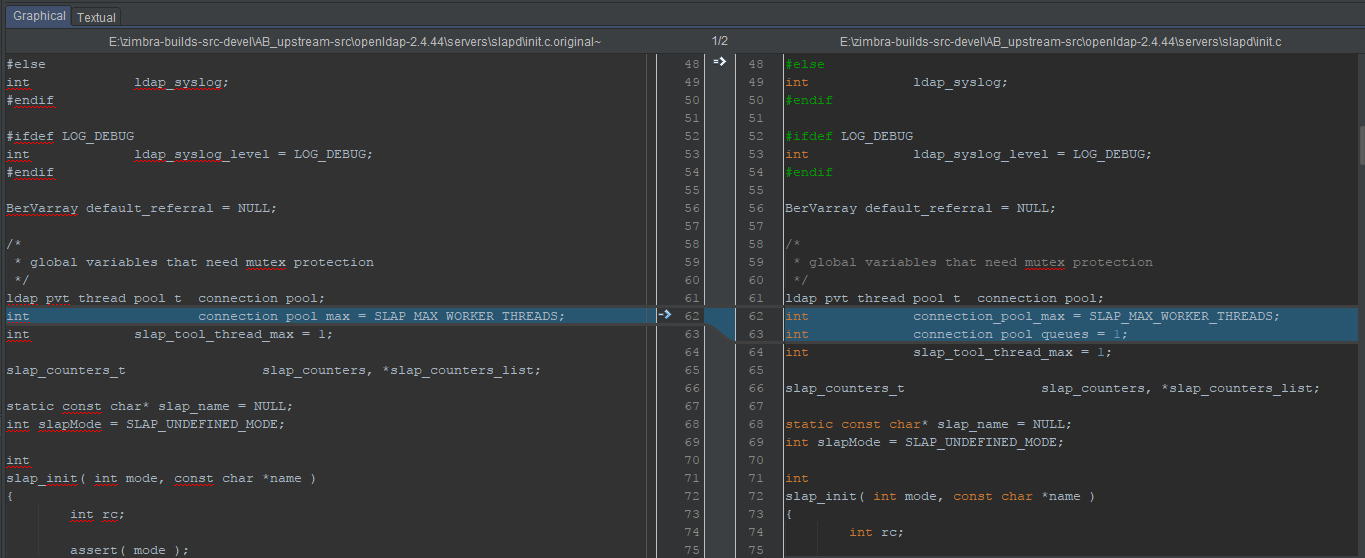 Graphical Textual
E:\zimbra-builds-src-devel\AB_upstream-src\openldap-2.4.44\servers\slapd\init.c.original~
#else 48
int ldap_syslog; 49
#endif 50
51
#ifdef LOG_DEBUG 52
int ldap_syslog_level = LOG_DEBUG; 53
#endif 54
55
BerVarray default_referral = NULL; 56
57
/* 58
* global variables that need mutex protection 59
*/ 60
ldap_pvt_thread_pool_t connection_pool; 61
int connection_pool_max = SLAP_MAX_WORKER_THREADS; 62
int slap_tool_thread_max = 1; 63
64
slap_counters_t slap_counters, *slap_counters_list; 65
66
static const char* slap_name = NULL; 67
int slapMode = SLAP_UNDEFINED_MODE; 68
69
int 70
slap_init( int mode, const char *name ) 71
{ 72
int rc; 73
74
assert( mode ); 75
1/2
E:\zimbra-builds-src-devel\AB_upstream-src\openldap-2.4.44\servers\slapd\init.c
48 #else
49 int ldap_syslog;
50 #endif
51
52 #ifdef LOG_DEBUG
53 int ldap_syslog_level = LOG_DEBUG;
54 #endif
55
56 BerVarray default_referral = NULL;
57
58 /*
59 * global variables that need mutex protection
60 */
61 ldap_pvt_thread_pool_t connection_pool;
62 int connection_pool_max = SLAP_MAX_WORKER_THREADS;
63 int connection_pool_queues = 1;
64 int slap_tool_thread_max = 1;
65
66 slap_counters_t slap_counters, *slap_counters_list;
67
68 static const char* slap_name = NULL;
69 int slapMode = SLAP_UNDEFINED_MODE;
70
71 int
72 slap_init( int mode, const char *name )
73 {
74 int rc;
75